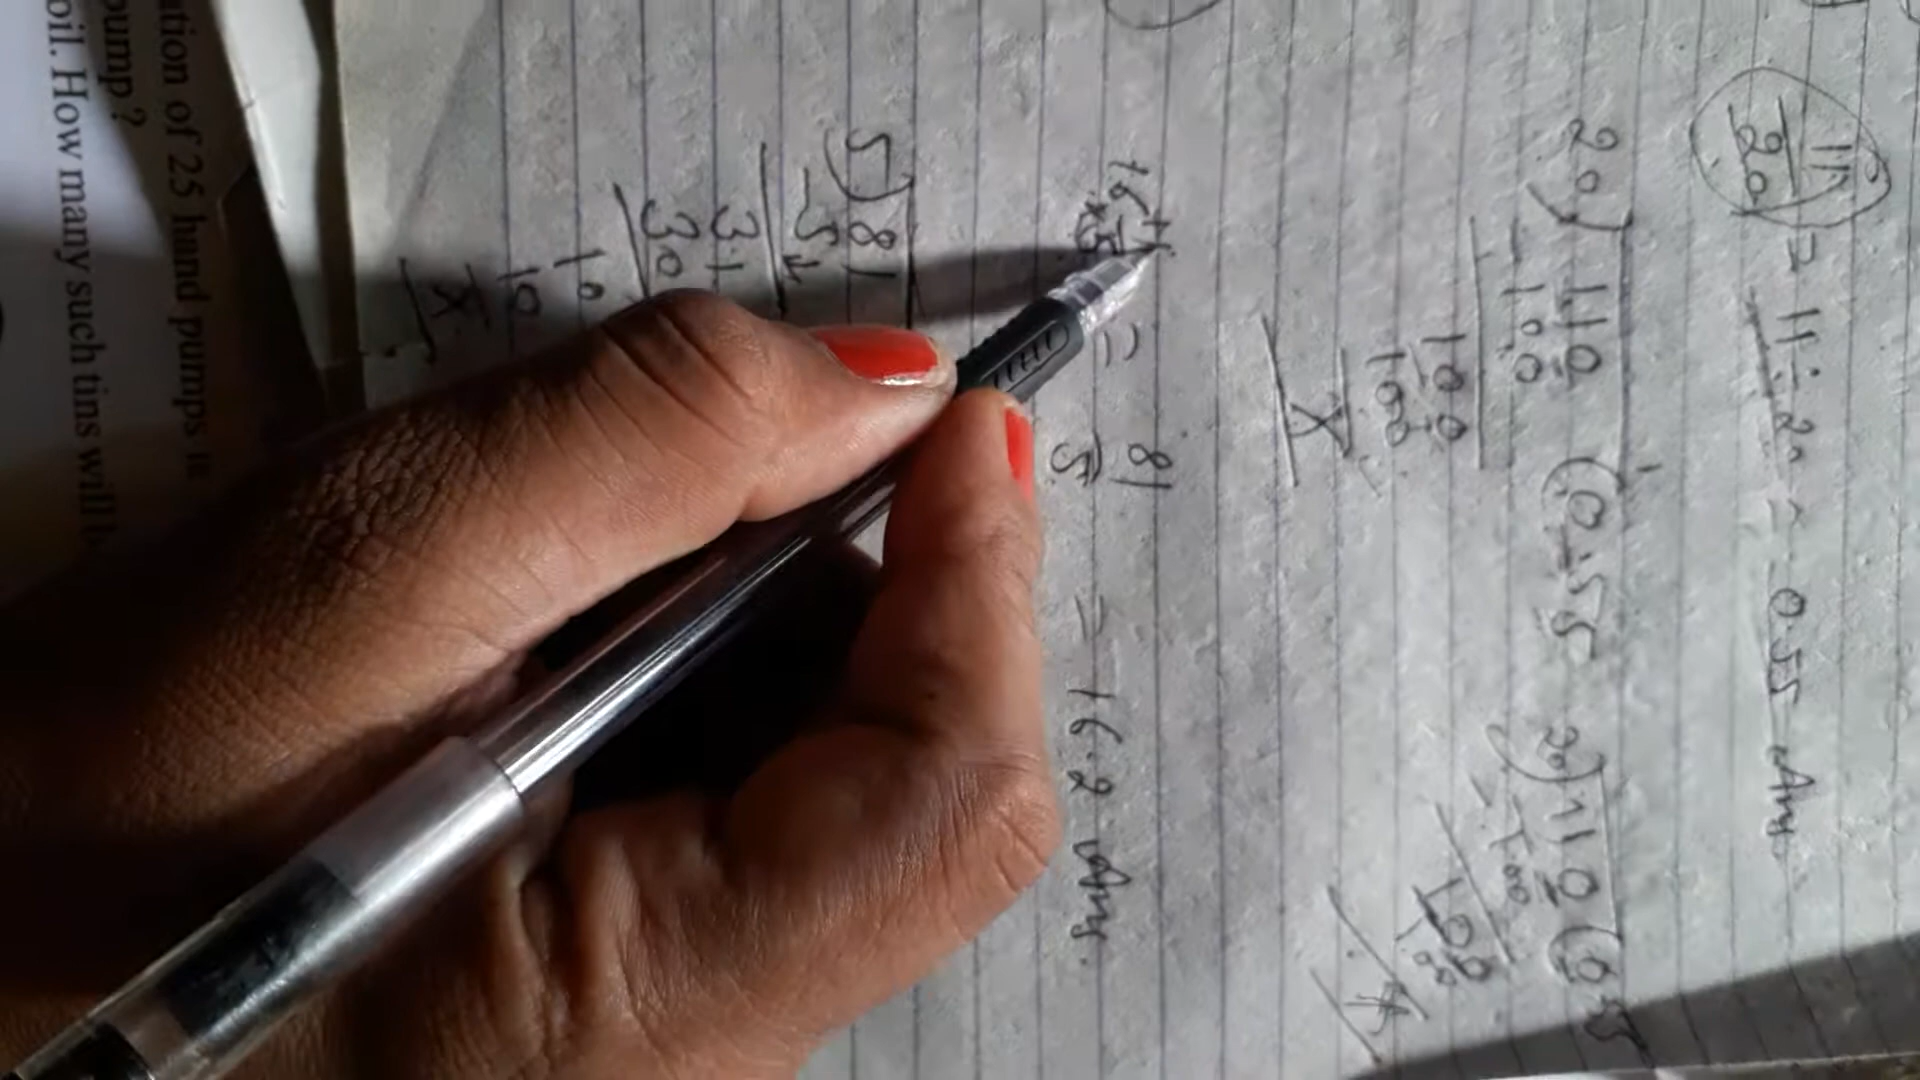 11/20 = 11÷20 = 0.55 Ans
20)110(0.55
-100
100
100
X
20)110(0.55
-100
100
100
X
16 1/5 = 81/5 = 16.2 Ans.
5)81
-5↓
31
30
10
10
X
ation of 25 hand pumps is
pump?
oil. How many such tins will b